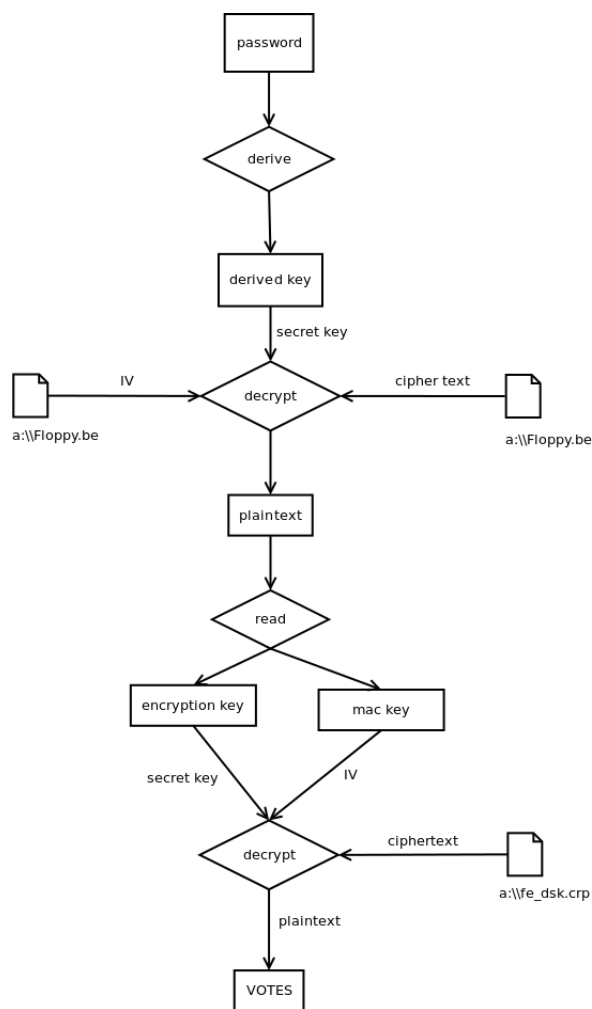 password
derive
derived key
secret key
IV
decrypt
cipher text
a:\\Floppy.be
a:\\Floppy.be
plaintext
read
encryption key
mac key
secret key
IV
decrypt
ciphertext
a:\\fe_dsk.crp
plaintext
VOTES